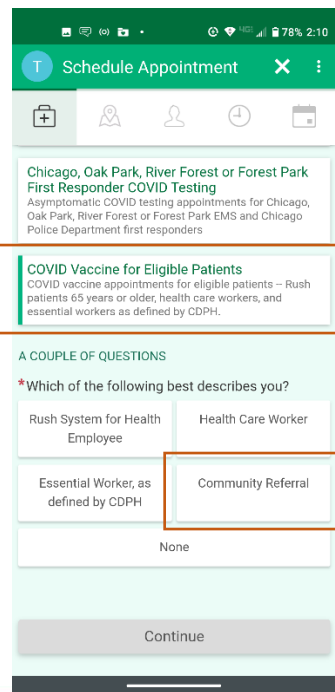 78% 2:10
T Schedule Appointment
Chicago, Oak Park, River Forest or Forest Park
First Responder COVID Testing
Asymptomatic COVID testing appointments for Chicago,
Oak Park, River Forest or Forest Park EMS and Chicago
Police Department first responders
COVID Vaccine for Eligible Patients
COVID vaccine appointments for eligible patients – Rush
patients 65 years or older, health care workers, and
essential workers as defined by CDPH.
A COUPLE OF QUESTIONS
*Which of the following best describes you?
Rush System for Health
Employee
Health Care Worker
Essential Worker, as
defined by CDPH
Community Referral
None
Continue